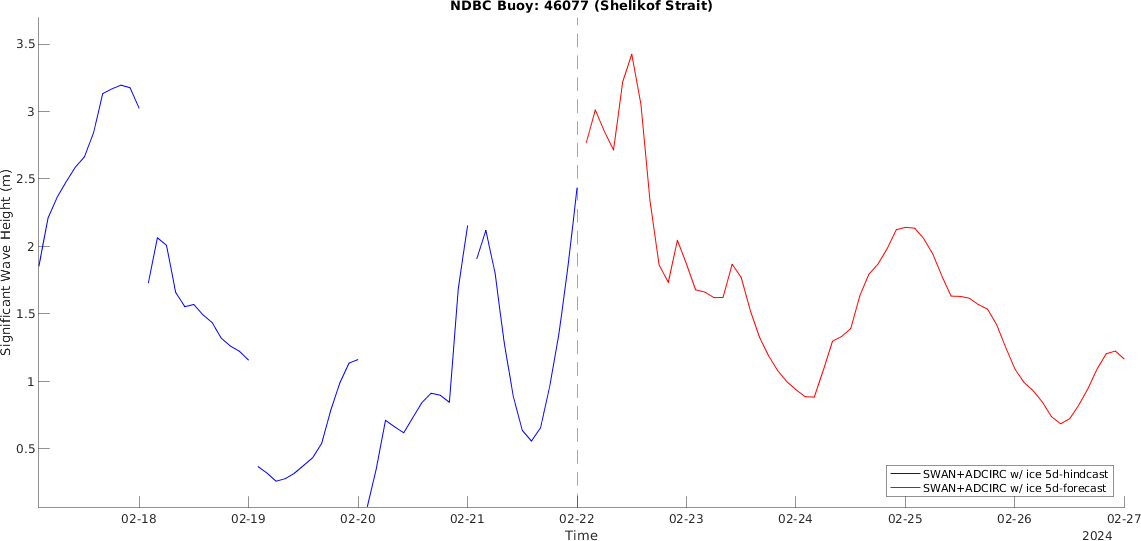 NDBC Buoy: 46077 (Shelikof Strait)
3.5
3
2.5
2
1.5
1
0.5
Significant Wave Height (m)
SWAN+ADCIRC w/ ice 5d-hindcast
SWAN+ADCIRC w/ ice 5d-forecast
02-18 02-19 02-20 02-21 02-22 02-23 02-24 02-25 02-26 02-27
Time
2024